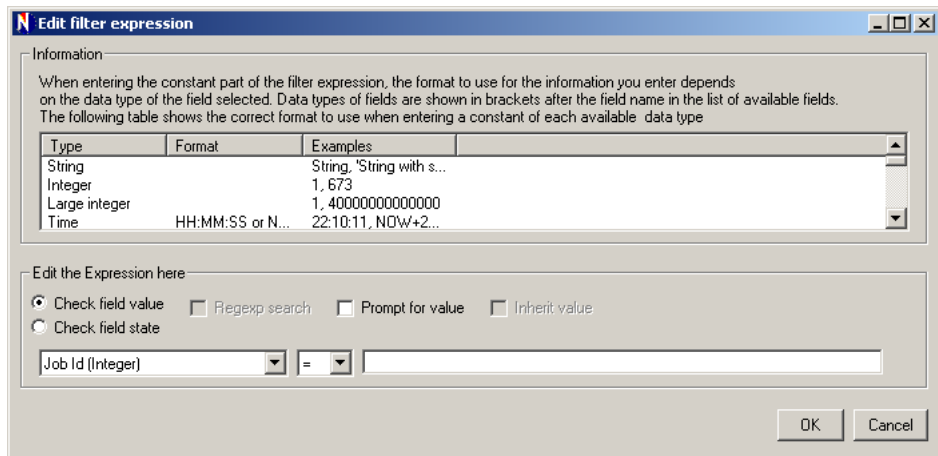 Edit filter expression
Information
When entering the constant part of the filter expression, the format to use for the information you enter depends
on the data type of the field selected. Data types of fields are shown in brackets after the field name in the list of available fields.
The following table shows the correct format to use when entering a constant of each available data type
Type Format Examples
String String, 'String with s...
Integer 1, 673
Large integer 1, 40000000000000
Time HH:MM:SS or N... 22:10:11, NOW+2...
Edit the Expression here
Check field value Regexp search Prompt for value Inherit value
Check field state
Job Id (Integer) =
OK Cancel